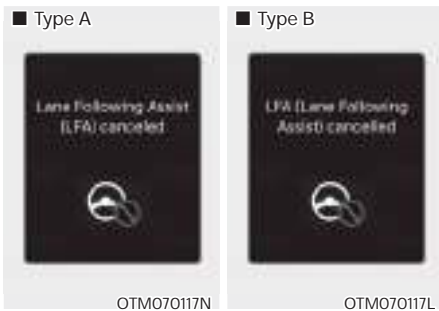 ■ Type A
Lane Following Assist
(LFA) canceled
OTM070117N
■ Type B
LFA (Lane Following
Assist) cancelled
OTM070117L